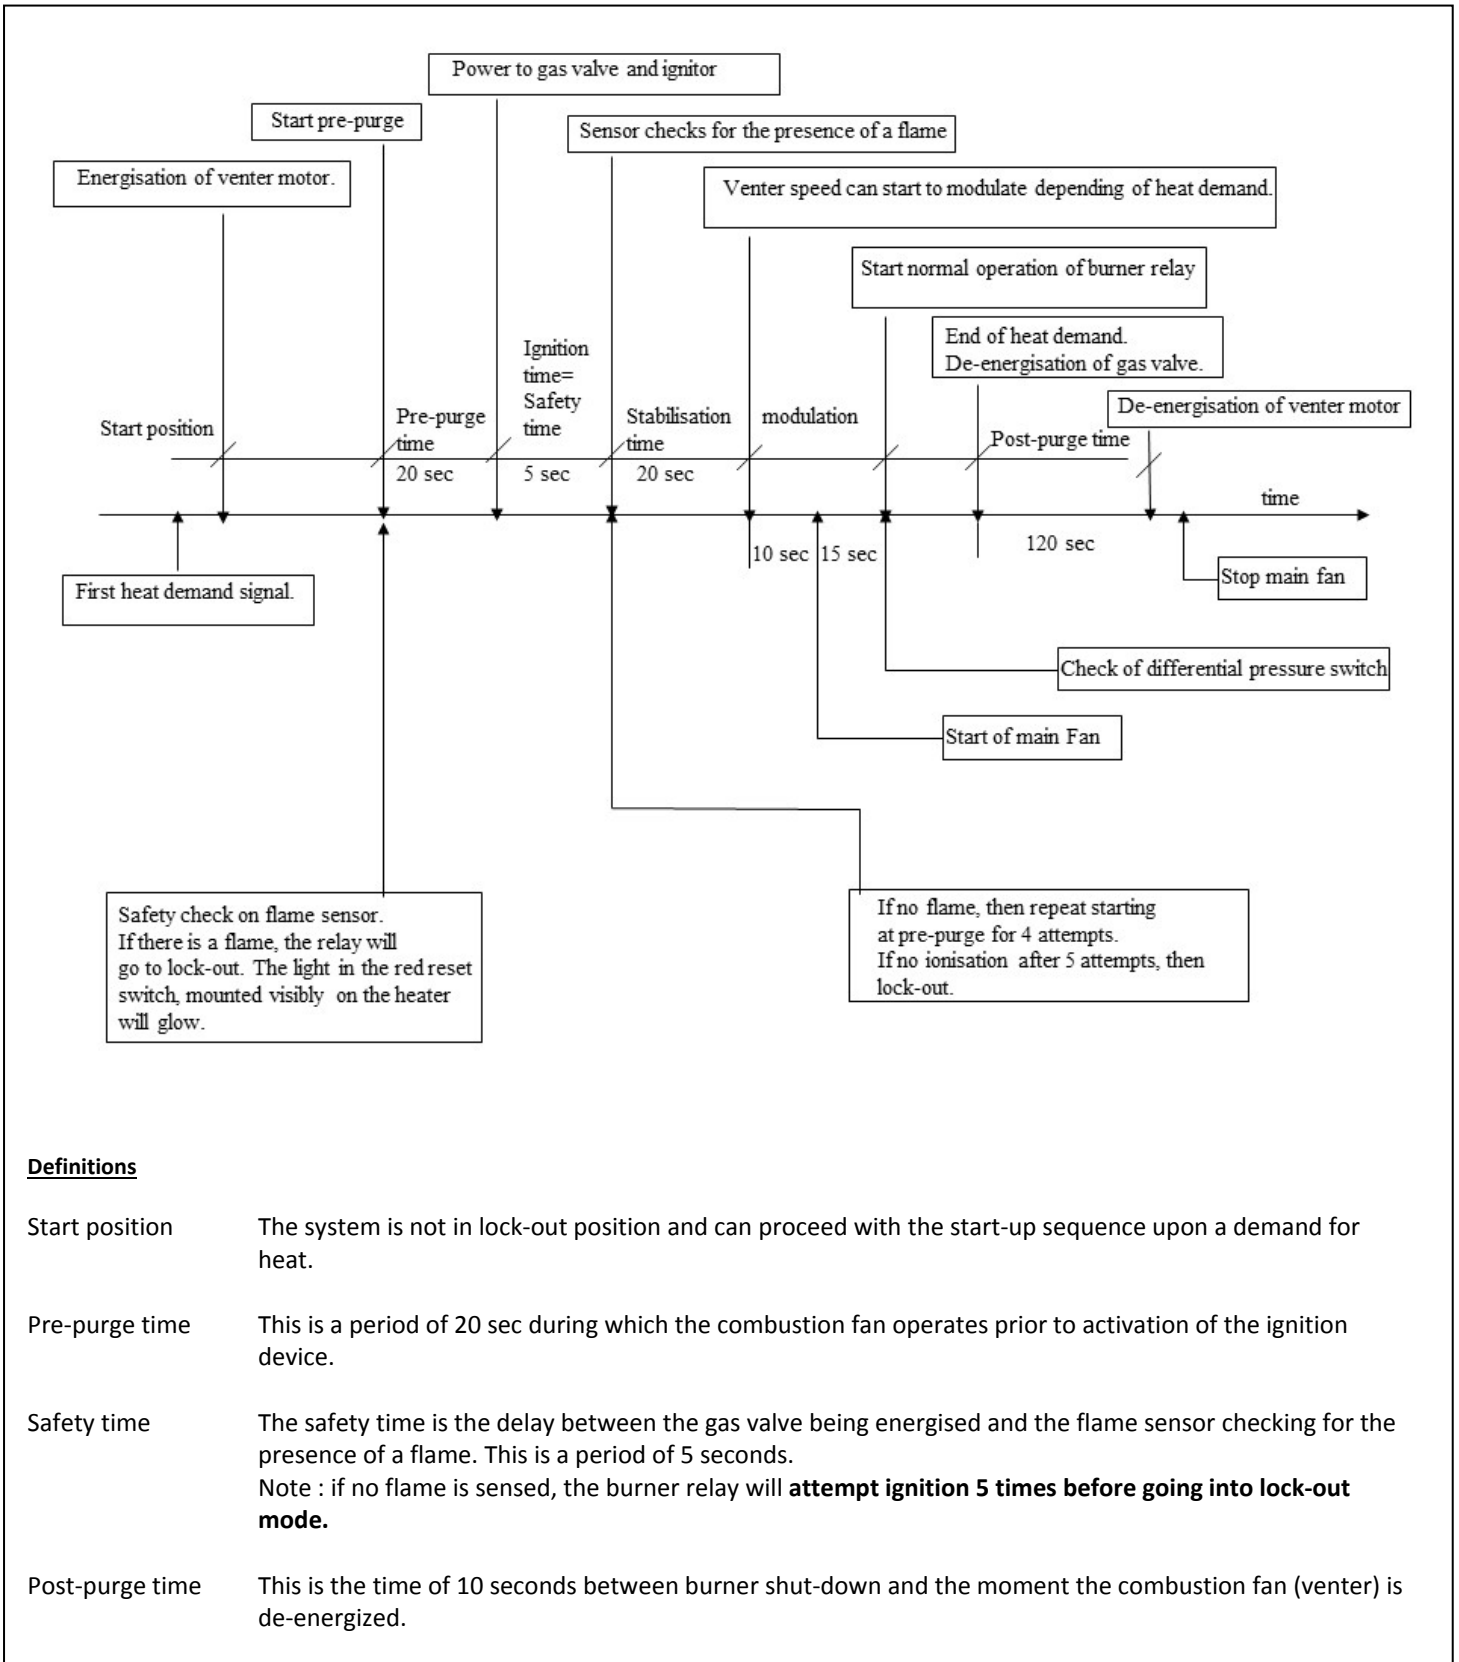 Power to gas valve and ignitor
Start pre-purge
Sensor checks for the presence of a flame
Energisation of venter motor.
Venter speed can start to modulate depending of heat demand.
Start normal operation of burner relay
End of heat demand.
De-energisation of gas valve.
De-energisation of venter motor
Start position
Pre-purge
time
20 sec
Ignition
time=
Safety
time
5 sec
Stabilisation
time
20 sec
modulation
Post-purge time
time
10 sec
15 sec
120 sec
First heat demand signal.
Stop main fan
Check of differential pressure switch
Start of main Fan
Safety check on flame sensor.
If there is a flame, the relay will
go to lock-out. The light in the red reset
switch, mounted visibly on the heater
will glow.
If no flame, then repeat starting
at pre-purge for 4 attempts.
If no ionisation after 5 attempts, then
lock-out.
Definitions
Start position The system is not in lock-out position and can proceed with the start-up sequence upon a demand for
heat.
Pre-purge time This is a period of 20 sec during which the combustion fan operates prior to activation of the ignition
device.
Safety time The safety time is the delay between the gas valve being energised and the flame sensor checking for the
presence of a flame. This is a period of 5 seconds.
Note : if no flame is sensed, the burner relay will attempt ignition 5 times before going into lock-out
mode.
Post-purge time This is the time of 10 seconds between burner shut-down and the moment the combustion fan (venter) is
de-energized.